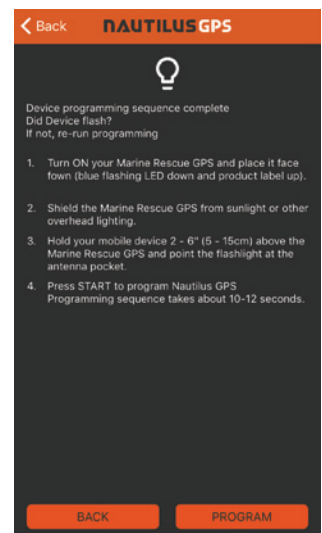 Back NAUTILUS GPS
Device programming sequence complete
Did Device flash?
If not, re-run programming
1. Turn ON your Marine Rescue GPS and place it face
fown (blue flashing LED down and product label up).
2. Shield the Marine Rescue GPS from sunlight or other
overhead lighting.
3. Hold your mobile device 2 - 6" (5 - 15cm) above the
Marine Rescue GPS and point the flashlight at the
antenna pocket.
4. Press START to program Nautilus GPS
Programming sequence takes about 10-12 seconds.
BACK PROGRAM